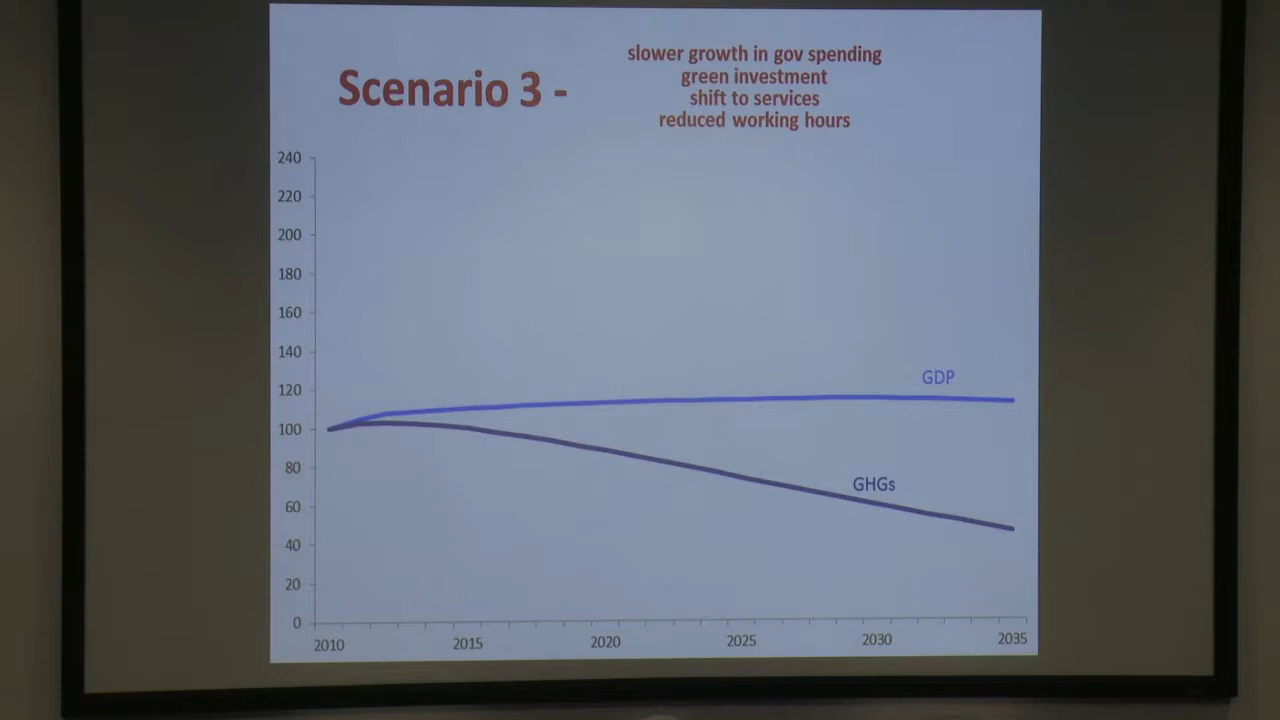 Scenario 3 -
slower growth in gov spending
green investment
shift to services
reduced working hours
240
220
200
180
160
140
120
100
80
60
40
20
0
GDP
GHGs
2010 2015 2020 2025 2030 2035